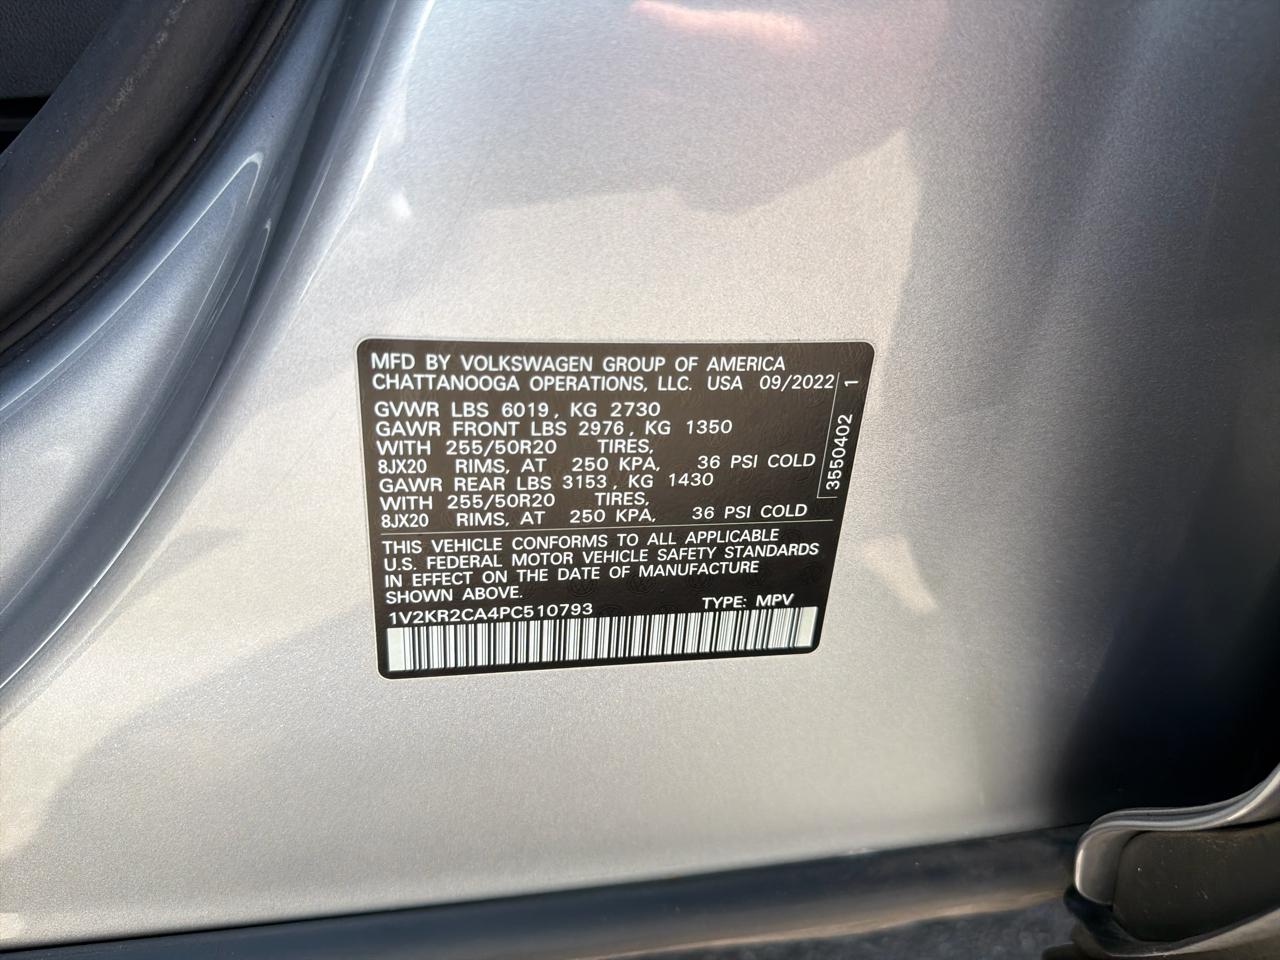 MFD BY VOLKSWAGEN GROUP OF AMERICA
CHATTANOOGA OPERATIONS, LLC. USA 09/2022
GVWR LBS 6019, KG 2730
GAWR FRONT LBS 2976, KG 1350
WITH 255/50R20 TIRES,
8JX20 RIMS, AT 250 KPA, 36 PSI COLD
GAWR REAR LBS 3153, KG 1430
WITH 255/50R20 TIRES,
8JX20 RIMS, AT 250 KPA, 36 PSI COLD
3550402 1
THIS VEHICLE CONFORMS TO ALL APPLICABLE
U.S. FEDERAL MOTOR VEHICLE SAFETY STANDARDS
IN EFFECT ON THE DATE OF MANUFACTURE
SHOWN ABOVE.
1V2KR2CA4PC510793 TYPE: MPV